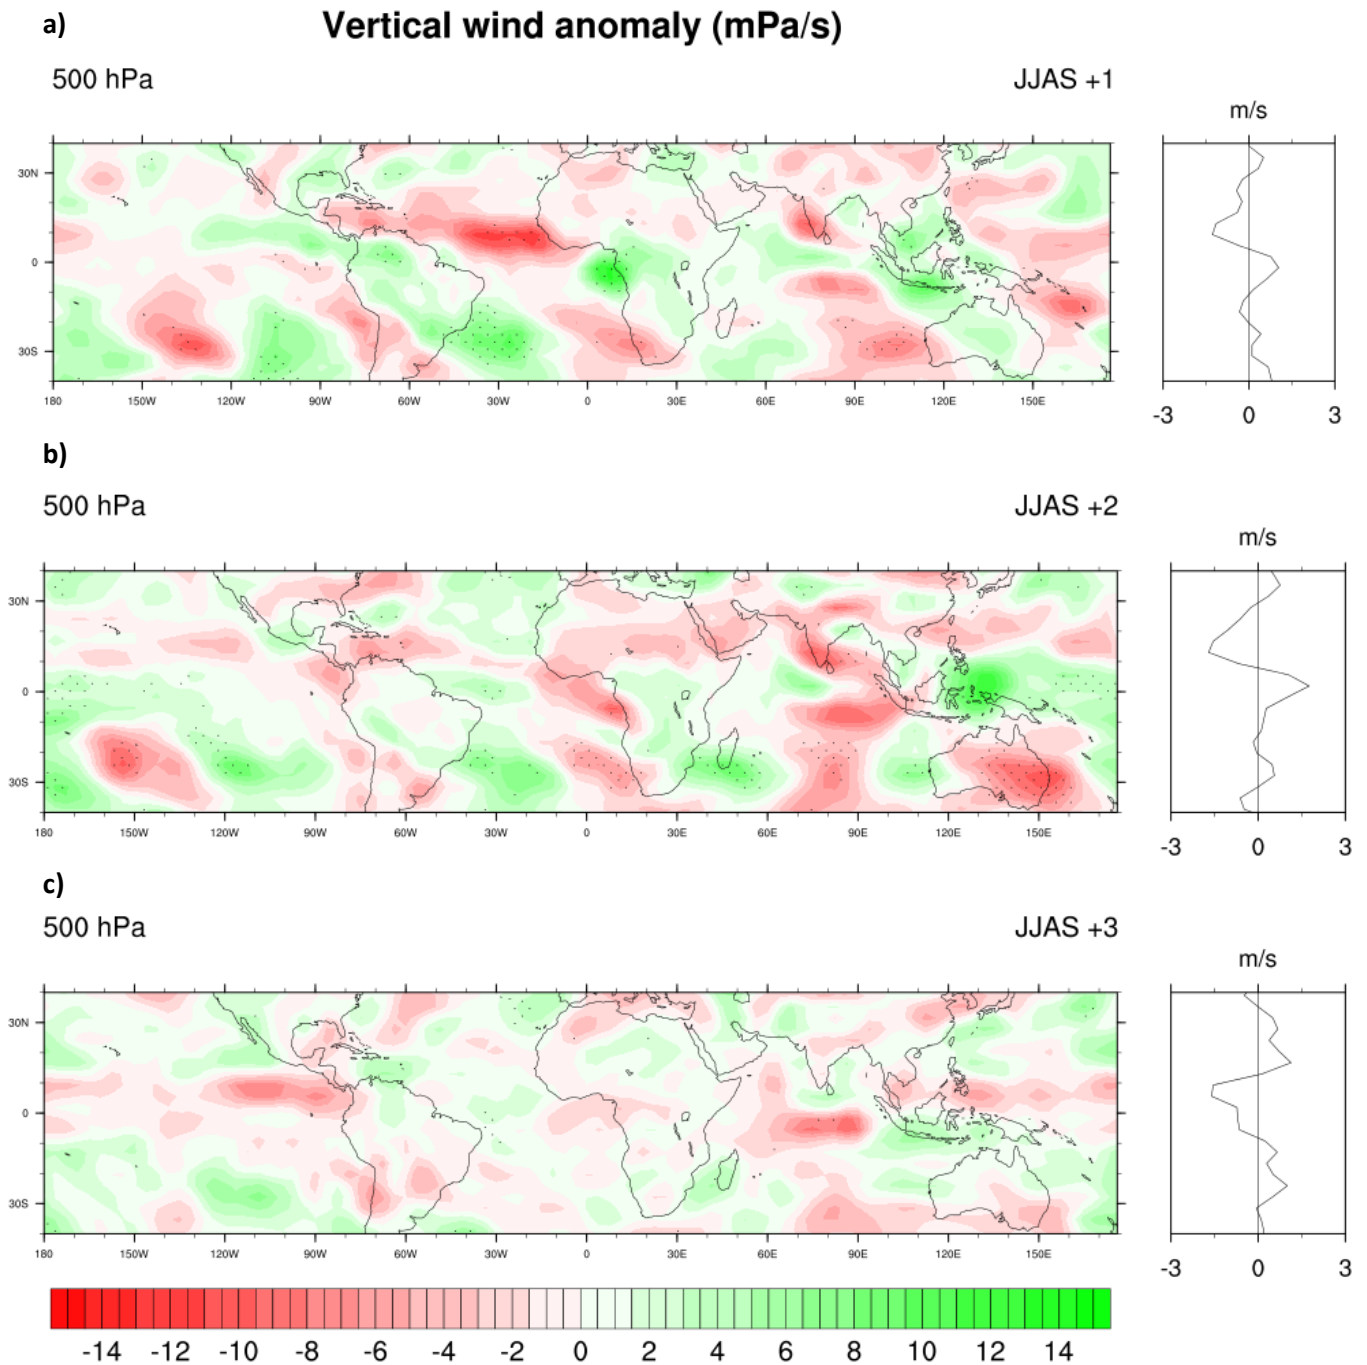 a)
Vertical wind anomaly (mPa/s)
500 hPa
JJAS +1
m/s
30N
0
30S
180 150W 120W 90W 60W 30W 0 30E 60E 90E 120E 150E
-3 0 3
b)
500 hPa
JJAS +2
m/s
30N
0
30S
180 150W 120W 90W 60W 30W 0 30E 60E 90E 120E 150E
-3 0 3
c)
500 hPa
JJAS +3
m/s
30N
0
30S
180 150W 120W 90W 60W 30W 0 30E 60E 90E 120E 150E
-3 0 3
-14 -12 -10 -8 -6 -4 -2 0 2 4 6 8 10 12 14